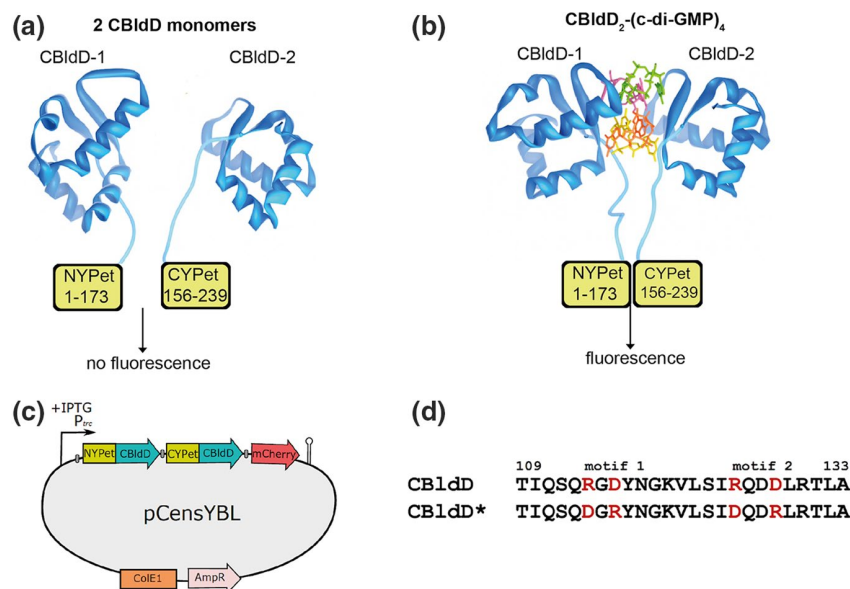 (a)
2 CBldD monomers
CBldD-1
CBldD-2
NYPet
1-173
CYPet
156-239
no fluorescence
(b)
CBldD2-(c-di-GMP)4
CBldD-1
CBldD-2
NYPet
1-173
CYPet
156-239
fluorescence
(c)
+IPTG
Ptrc
NYPet CBldD CYPet CBldD mCherry
pCensYBL
ColE1 AmpR
(d)
109 motif 1 motif 2 133
CBldD TIQSQRGDYNGKVLSIRQDDLRTLA
CBldD* TIQSQDGRYNGKVLSIDQDRLRTLA